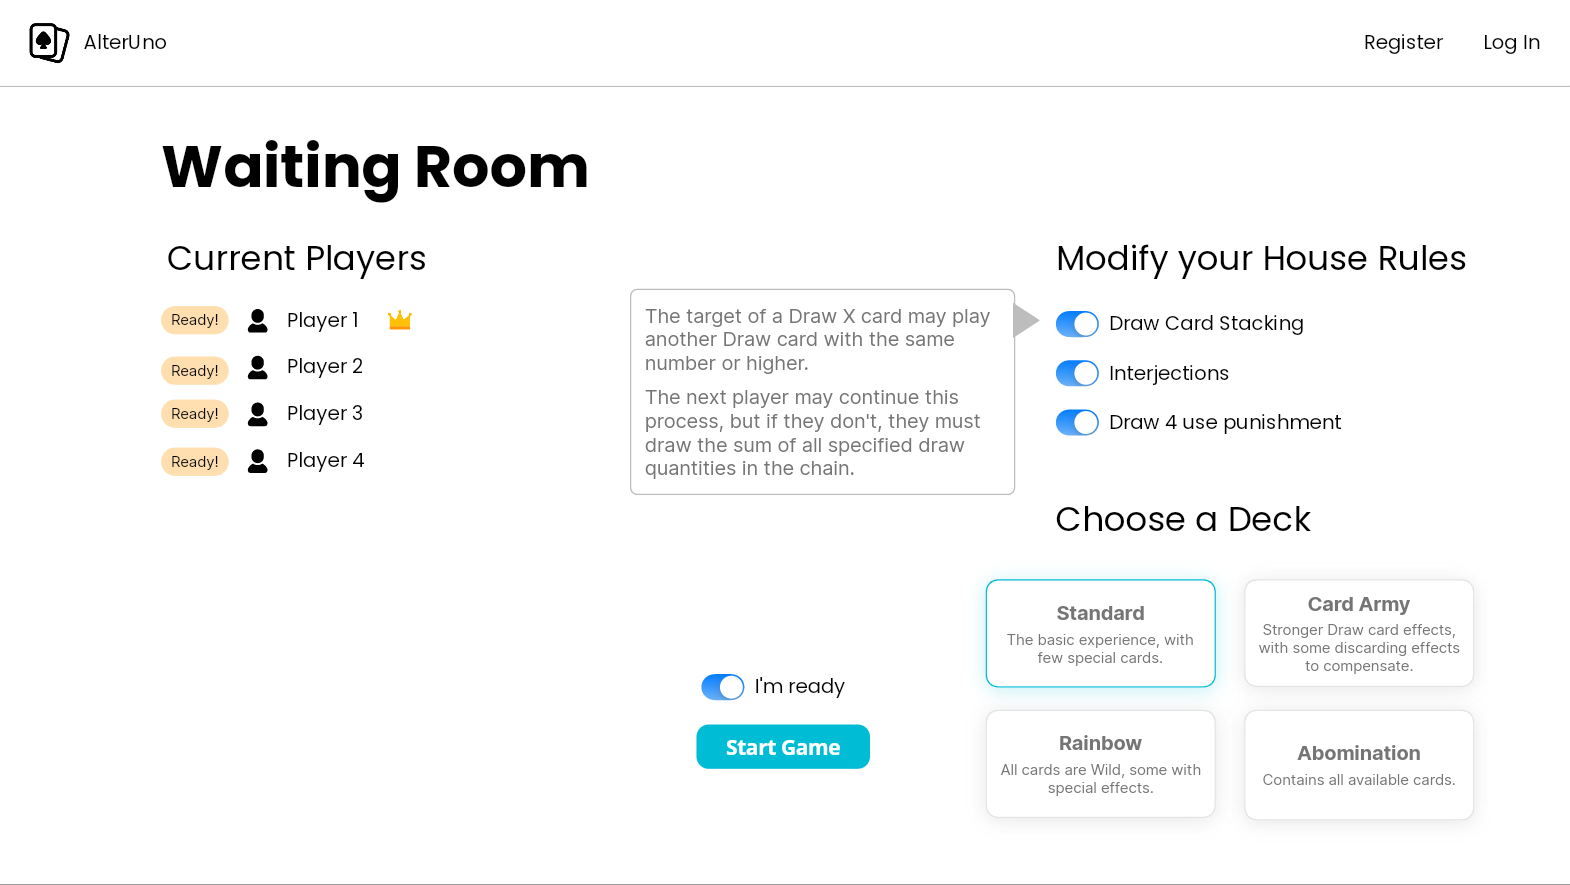 AlterUno
Register
Log In
Waiting Room
Current Players
Ready!
Player 1
Ready!
Player 2
Ready!
Player 3
Ready!
Player 4
The target of a Draw X card may play
another Draw card with the same
number or higher.
The next player may continue this
process, but if they don't, they must
draw the sum of all specified draw
quantities in the chain.
Modify your House Rules
Draw Card Stacking
Interjections
Draw 4 use punishment
Choose a Deck
Standard
The basic experience, with
few special cards.
Card Army
Stronger Draw card effects,
with some discarding effects
to compensate.
Rainbow
All cards are Wild, some with
special effects.
Abomination
Contains all available cards.
I'm ready
Start Game